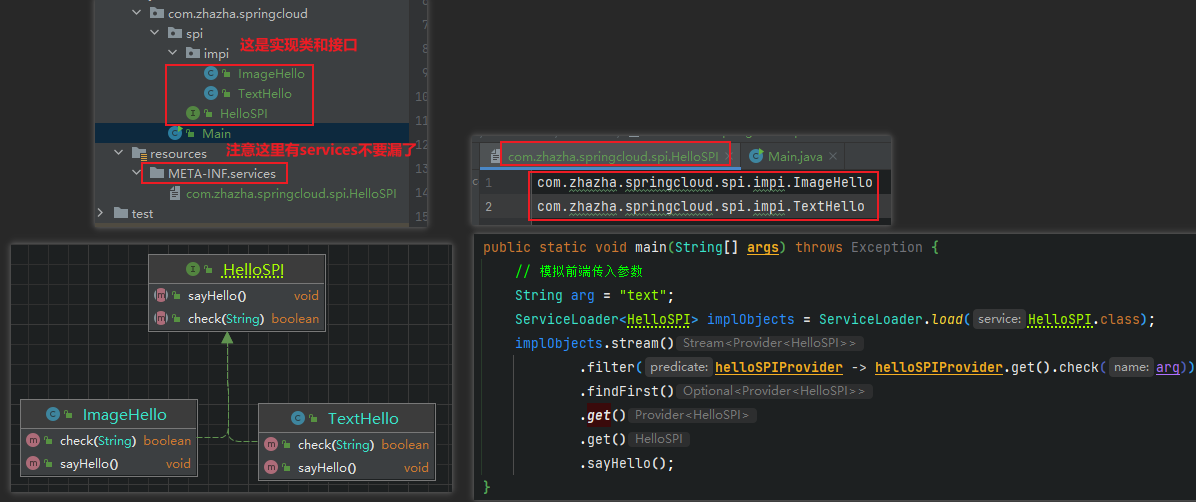 com.zhazha.springcloud
spi
impi
这是实现类和接口
ImageHello
TextHello
HelloSPI
Main
resources
注意这里有services不要漏了
META-INF.services
com.zhazha.springcloud.spi.HelloSPI
test
9
10
11
12
13
14
15
com.zhazha.springcloud.spi.HelloSPI
Main.java
1 com.zhazha.springcloud.spi.impi.ImageHello
2 com.zhazha.springcloud.spi.impi.TextHello
HelloSPI
sayHello() void
check(String) boolean
ImageHello
check(String) boolean
sayHello() void
TextHello
check(String) boolean
sayHello() void
public static void main(String[] args) throws Exception {
// 模拟前端传入参数
String arg = "text";
ServiceLoader<HelloSPI> implObjects = ServiceLoader.load( service: HelloSPI.class);
implObjects.stream() Stream<Provider<HelloSPI>>
.filter( predicate: helloSPIProvider -> helloSPIProvider.get().check( name: arg))
.findFirst() Optional<Provider<HelloSPI>>
.get() Provider<HelloSPI>
.get() HelloSPI
.sayHello();
}